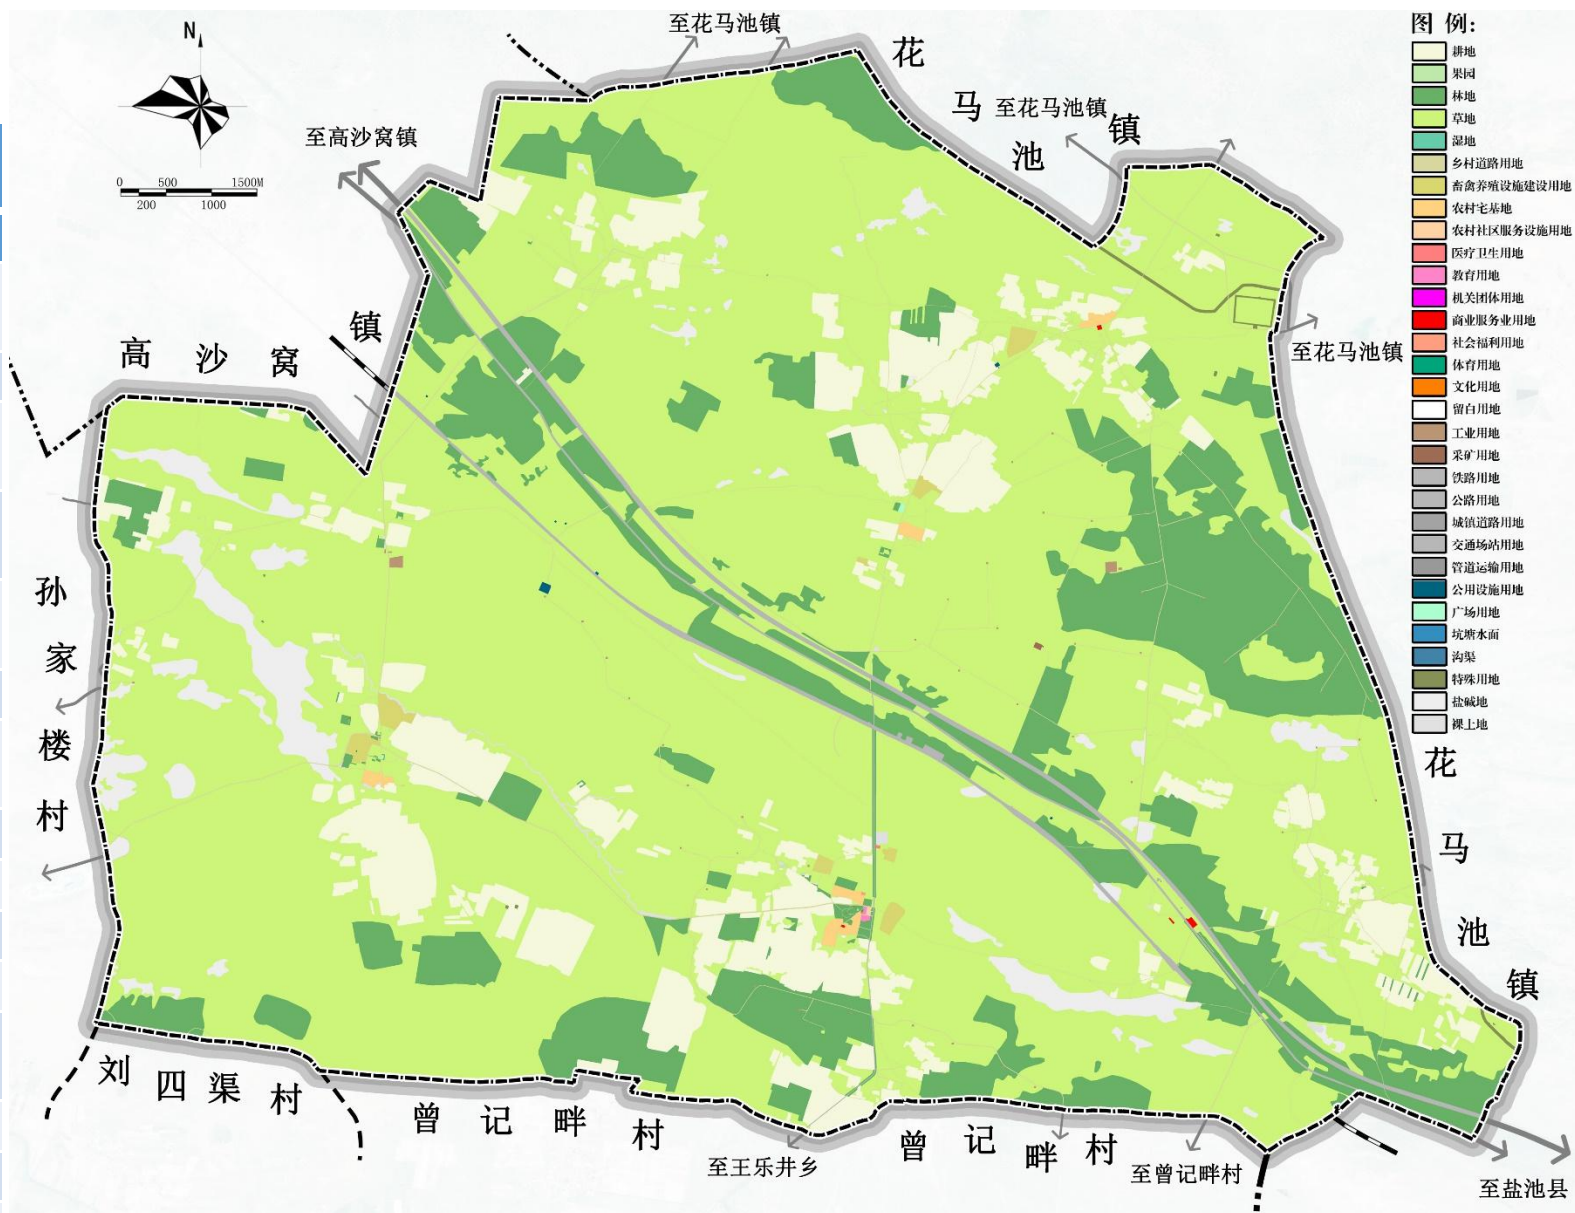 N
0 500 1500M
200 1000
至花马池镇
至高沙窝镇
花马池镇
至花马池镇
至花马池镇
高沙窝镇
孙家楼村
花马池镇
刘四渠村
曾记畔村
曾记畔村
至王乐井乡
至曾记畔村
至盐池县
图 例:
耕地
果园
林地
草地
湿地
乡村道路用地
畜禽养殖设施建设用地
农村宅基地
农村社区服务设施用地
医疗卫生用地
教育用地
机关团体用地
商业服务业用地
社会福利用地
体育用地
文化用地
留白用地
工业用地
采矿用地
铁路用地
公路用地
城镇道路用地
交通场站用地
管道运输用地
公用设施用地
广场用地
坑塘水面
沟渠
特殊用地
盐碱地
裸土地